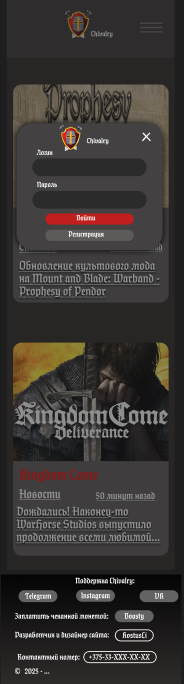 Chivalry
Prophesy
Chivalry
Логин
Пароль
Войти
Регистрация
Обновление культового мода
на Mount and Blade: Warband -
Prophesy of Pendor
Kingdom Come
Deliverance
Kingdom Come
Новости
50 минут назад
Дождались! Наконец-то
WarHorse Studios выпустило
продолжение всеми любимой...
Поддержка Chivalry:
Telegram
Instagram
VK
Заплатить чеканной монетой:
Boosty
Разработчик и дизайнер сайта:
KostusLi
Контактный номер:
+375-33-XXX-XX-XX
© 2025 - ...